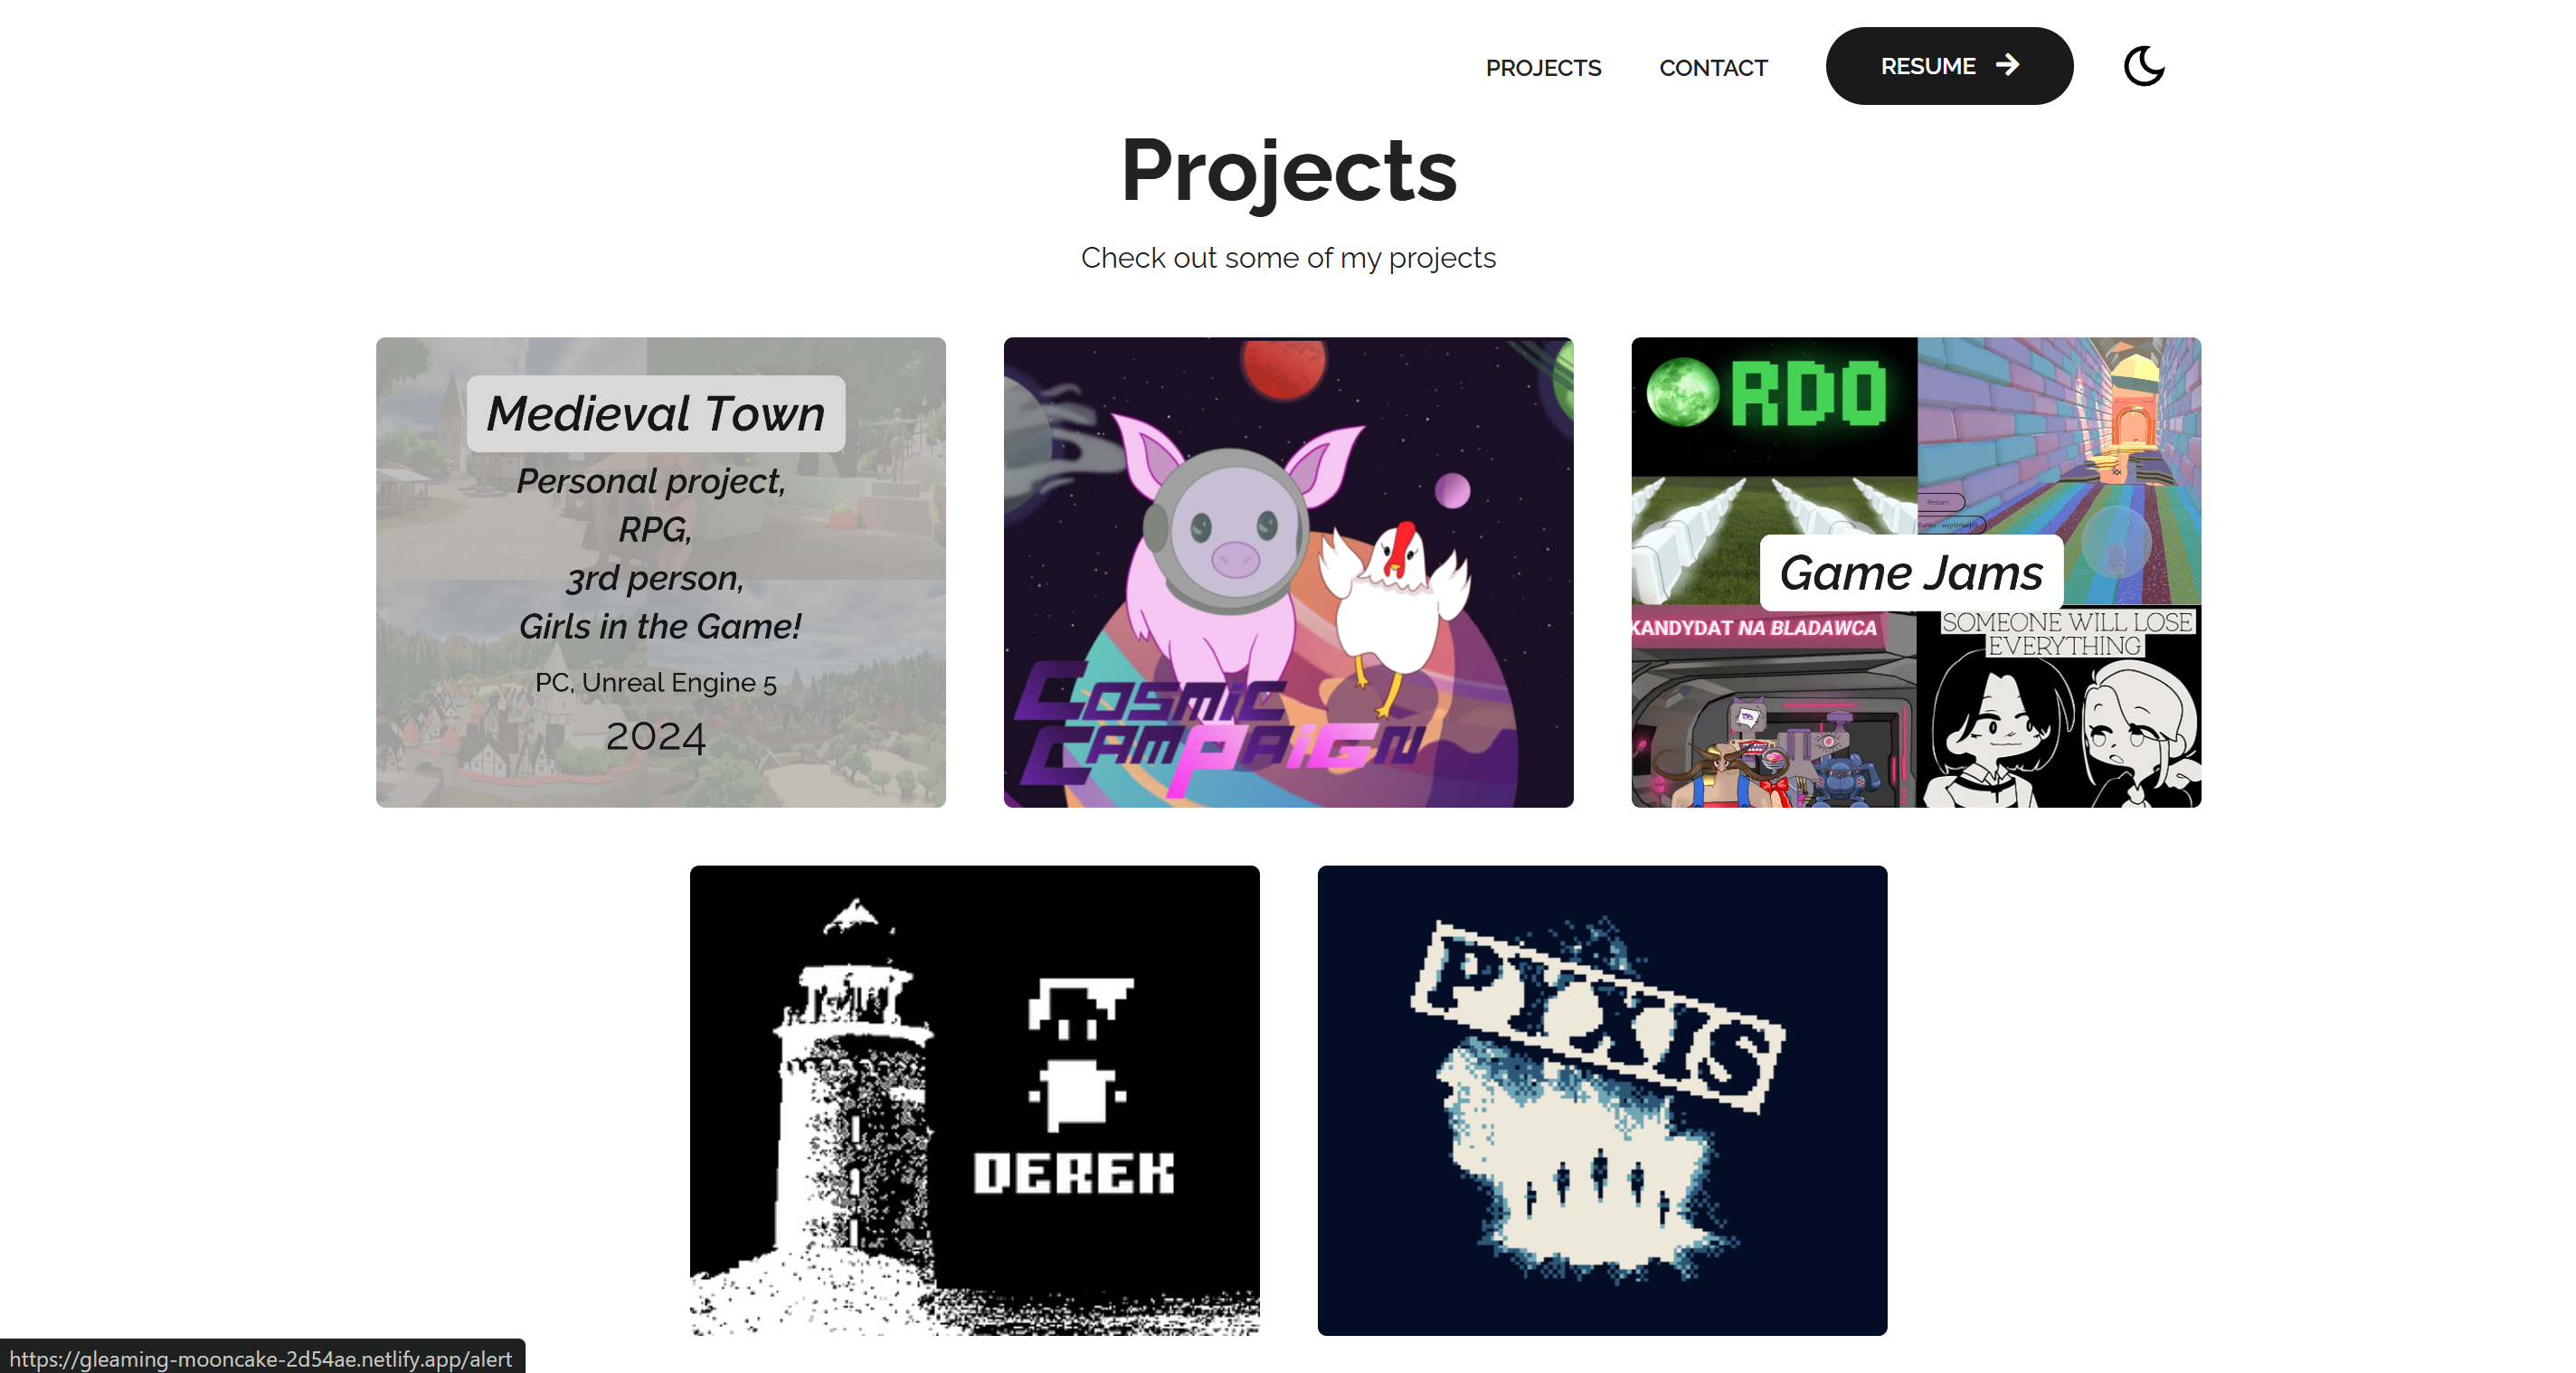 PROJECTS CONTACT RESUME
Projects
Check out some of my projects
Medieval Town
Personal project,
RPG,
3rd person,
Girls in the Game!
PC, Unreal Engine 5
2024
COSMIC
CAMPAIGN
RDO
Restart
Game Jams
KANDYDAT NA BLADAWCA
SOMEONE WILL LOSE
EVERYTHING
DEREK
PYXIS
https://gleaming-mooncake-2d54ae.netlify.app/alert